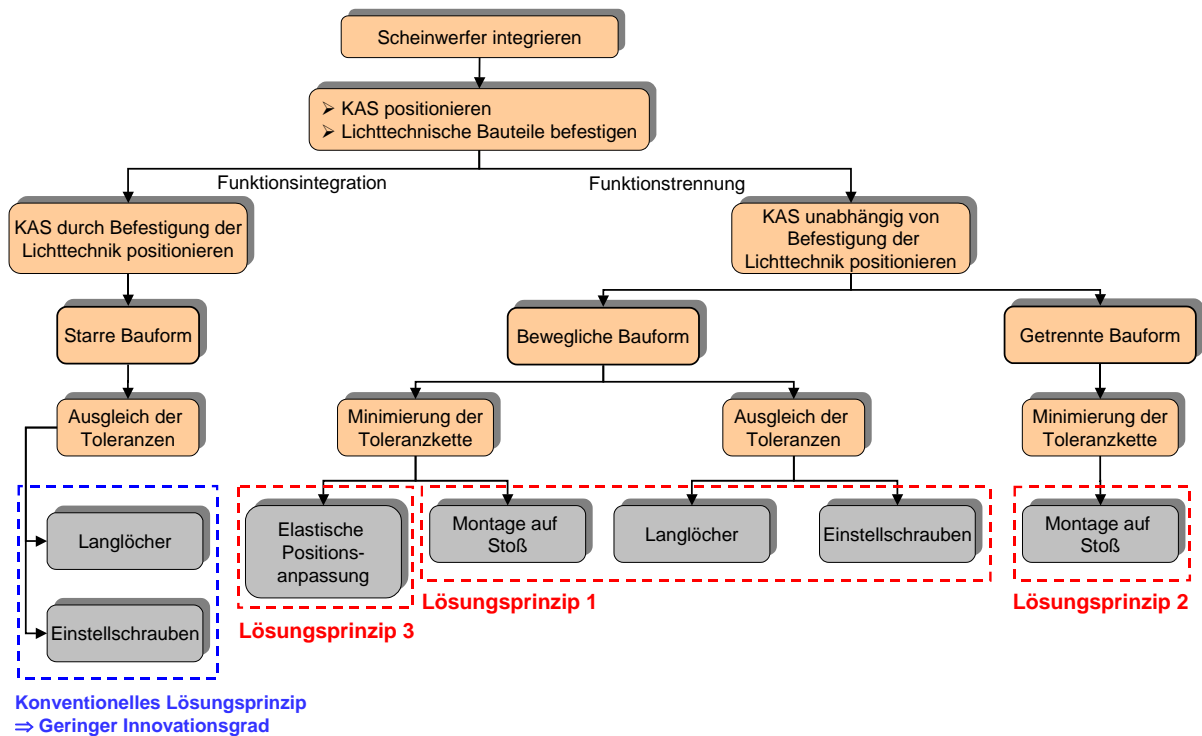 Scheinwerfer integrieren
➢ KAS positionieren
➢ Lichttechnische Bauteile befestigen
Funktionsintegration
Funktionstrennung
KAS durch Befestigung der
Lichttechnik positionieren
KAS unabhängig von
Befestigung der
Lichttechnik positionieren
Starre Bauform
Bewegliche Bauform
Getrennte Bauform
Ausgleich der
Toleranzen
Minimierung der
Toleranzkette
Ausgleich der
Toleranzen
Minimierung der
Toleranzkette
Langlöcher
Einstellschrauben
Elastische
Positions-
anpassung
Montage auf
Stoß
Langlöcher
Einstellschrauben
Montage auf
Stoß
Lösungsprinzip 3
Lösungsprinzip 1
Lösungsprinzip 2
Konventionelles Lösungsprinzip
⇒ Geringer Innovationsgrad